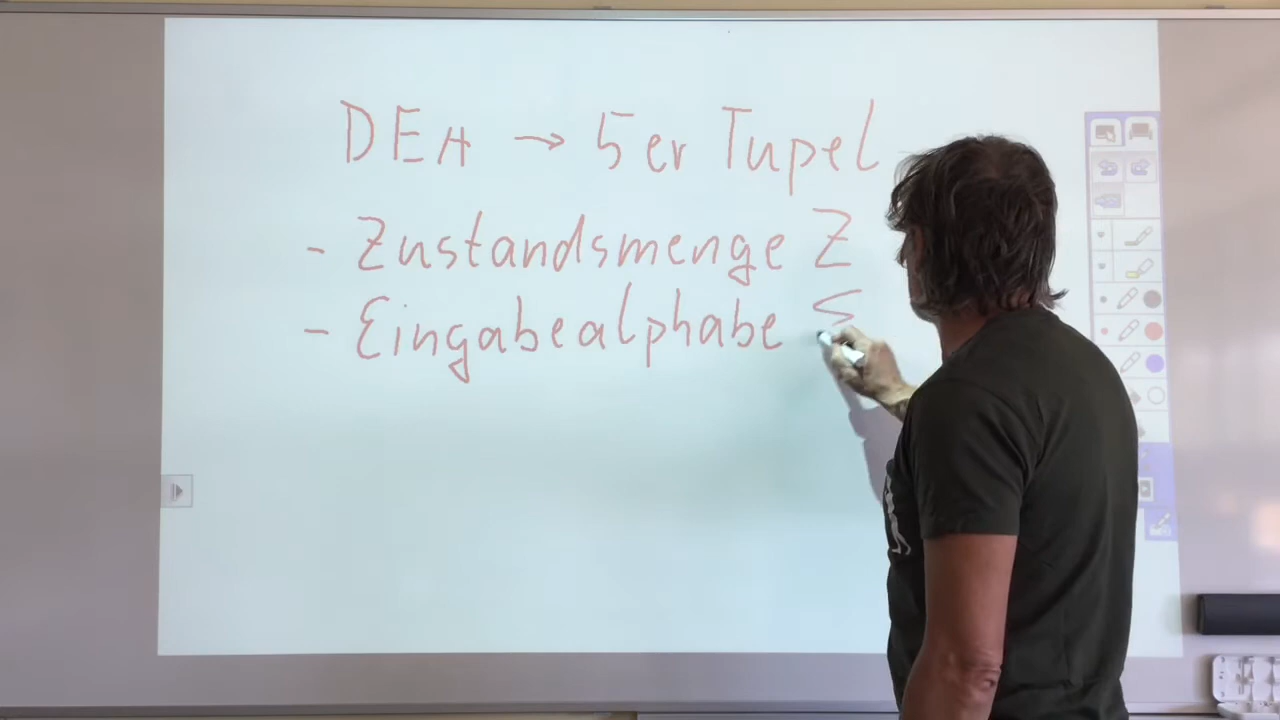 DEA → 5er Tupel
- Zustandsmenge Z
- Eingabealphabe